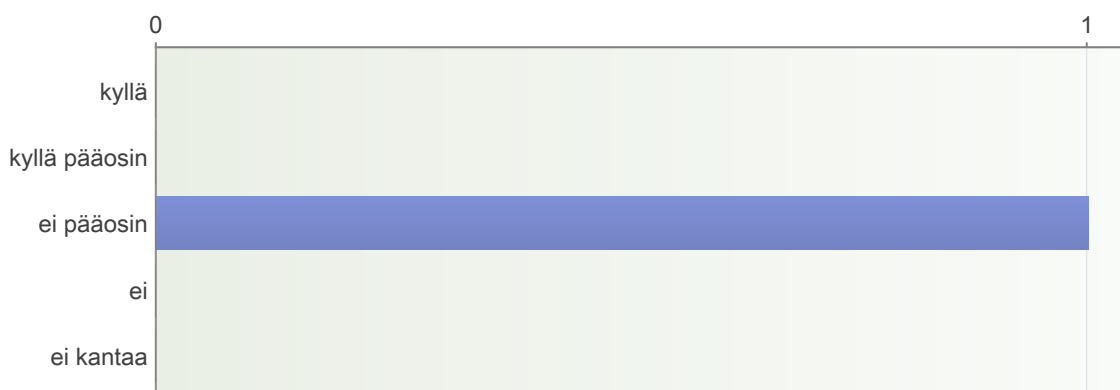 0 1
kyllä
kyllä pääosin
ei pääosin
ei
ei kantaa